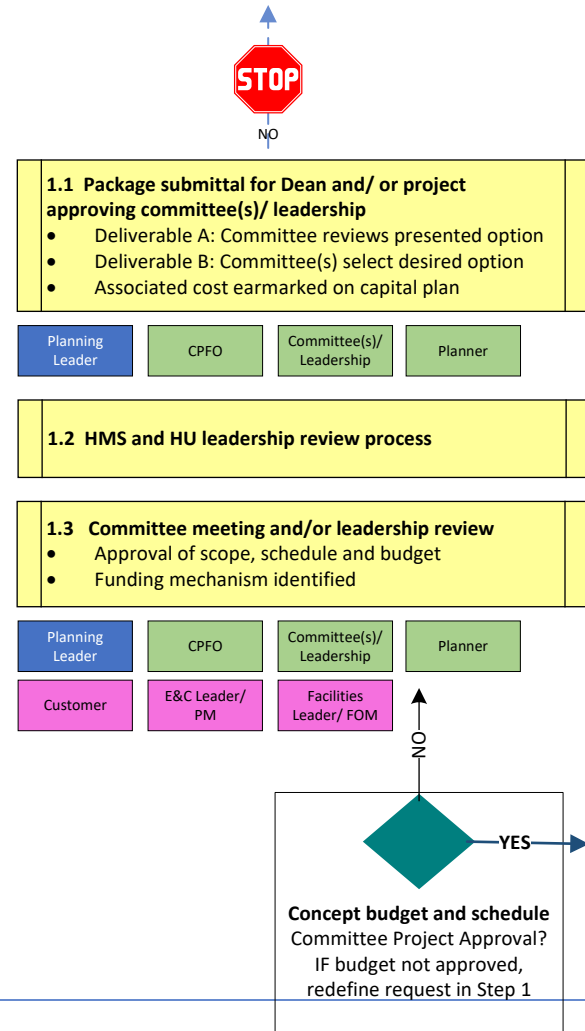 STOP
NO
1.1 Package submittal for Dean and/ or project
approving committee(s)/ leadership
• Deliverable A: Committee reviews presented option
• Deliverable B: Committee(s) select desired option
• Associated cost earmarked on capital plan
Planning
Leader
CPFO
Committee(s)/
Leadership
Planner
1.2 HMS and HU leadership review process
1.3 Committee meeting and/or leadership review
• Approval of scope, schedule and budget
• Funding mechanism identified
Planning
Leader
CPFO
Committee(s)/
Leadership
Planner
Customer
E&C Leader/
PM
Facilities
Leader/ FOM
NO
YES
Concept budget and schedule
Committee Project Approval?
IF budget not approved,
redefine request in Step 1